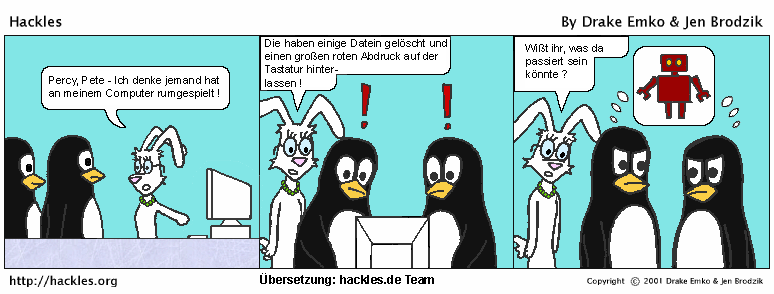 Hackles
By Drake Emko & Jen Brodzik
Percy, Pete - Ich denke jemand hat
an meinem Computer rumgespielt !
Die haben einige Datein gelöscht und
einen großen roten Abdruck auf der
Tastatur hinter-
lassen !
!
!
Wißt ihr, was da
passiert sein
könnte ?
http://hackles.org
Übersetzung: hackles.de Team
Copyright © 2001 Drake Emko & Jen Brodzik